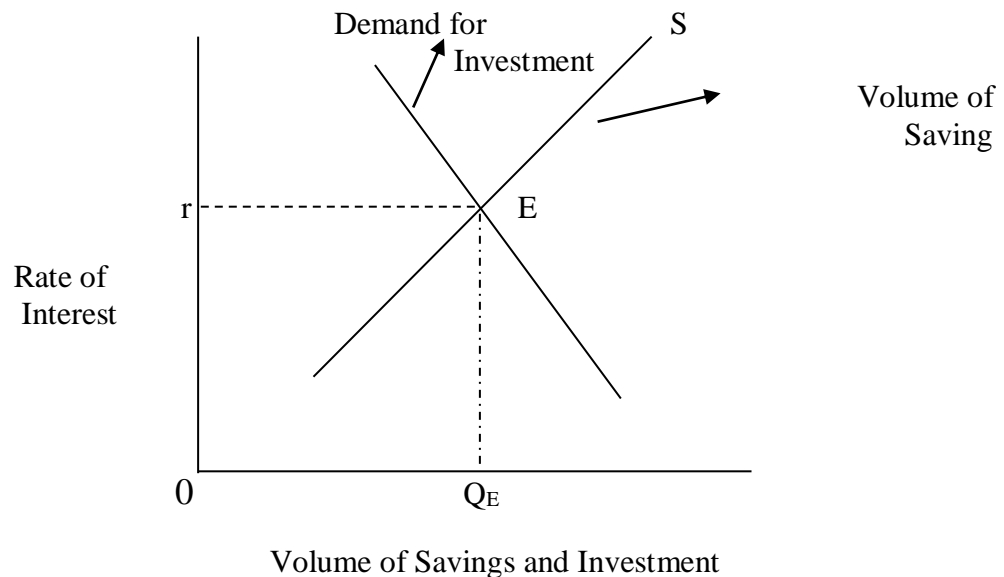 Demand for
Investment
S
Volume of
Saving
r
E
Rate of
Interest
0
QE
Volume of Savings and Investment